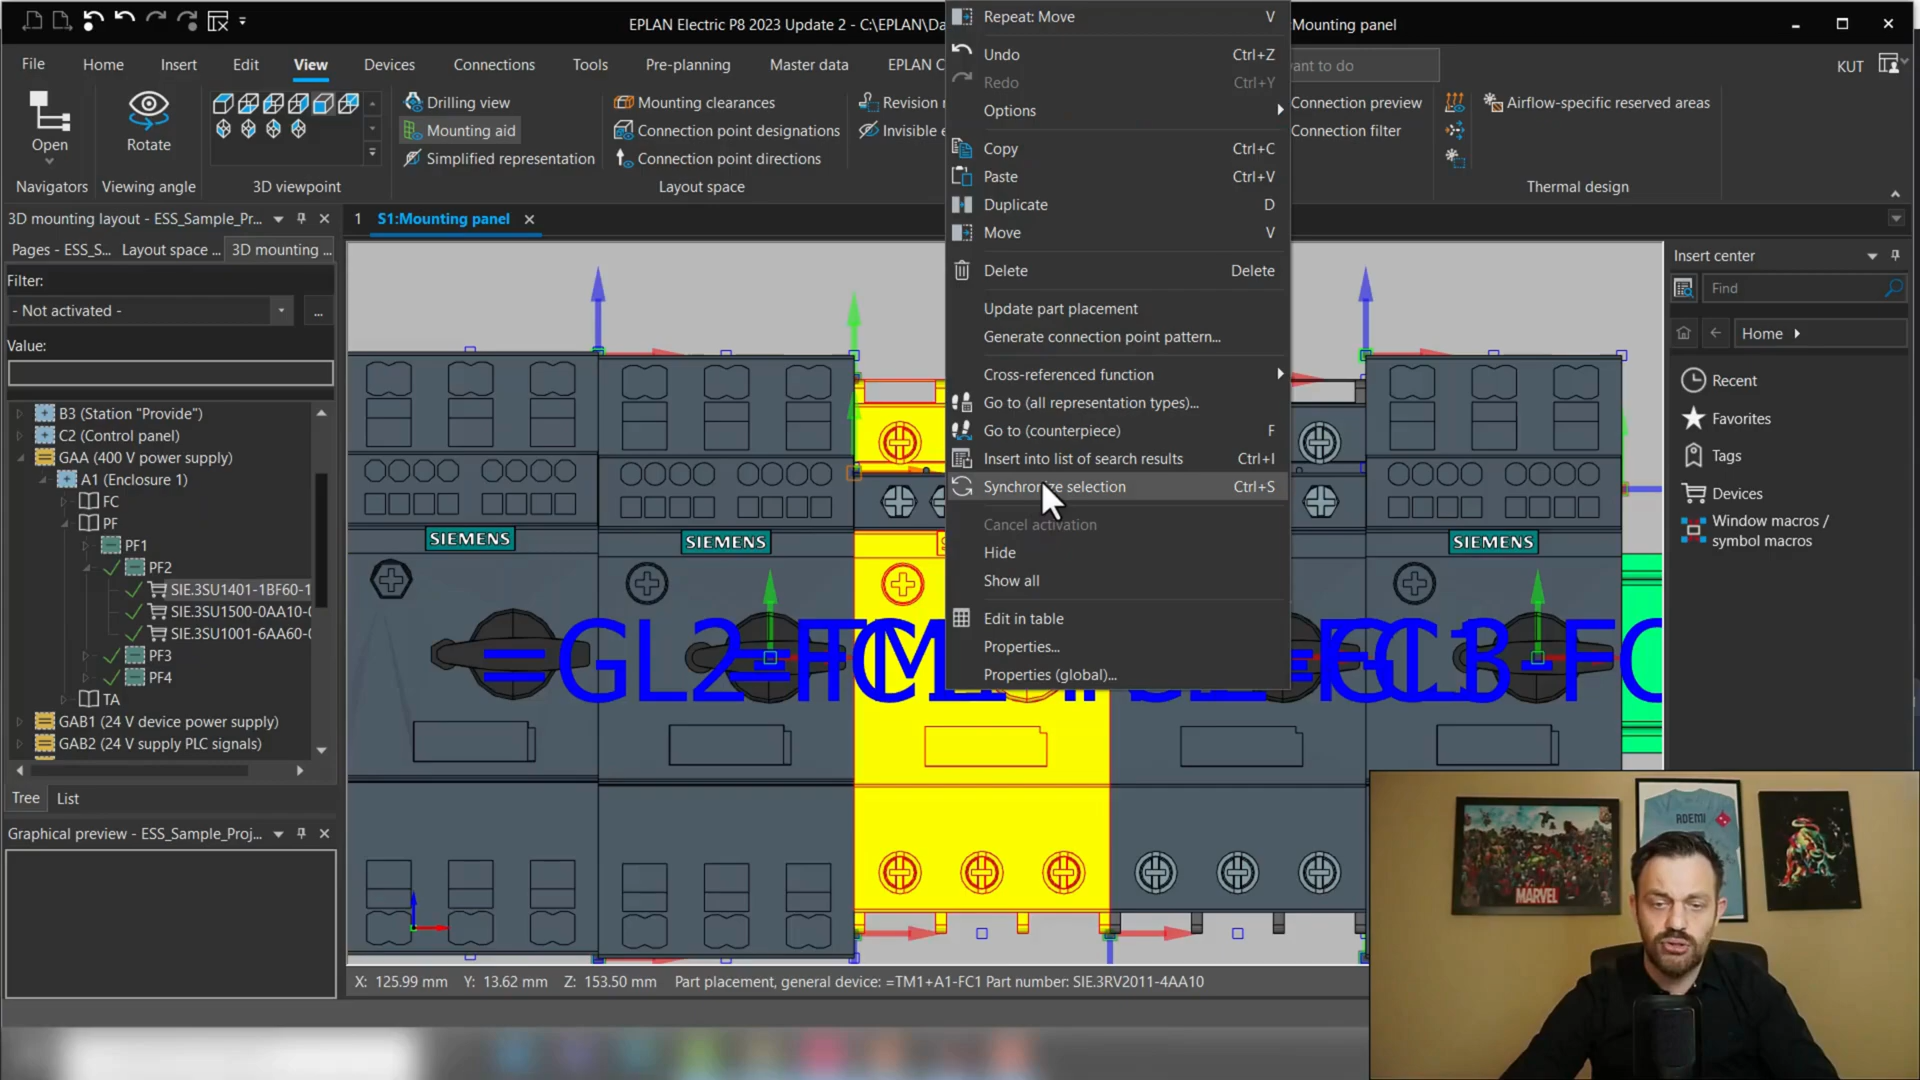 EPLAN Electric P8 2023 Update 2 - C:\EPLAN\Da
:Mounting panel
File
Home
Insert
Edit
View
Devices
Connections
Tools
Pre-planning
Master data
EPLAN C
ant to do
KUT
Open
Rotate
Drilling view
Mounting aid
Simplified representation
Mounting clearances
Connection point designations
Connection point directions
Revision
Invisible e
Connection preview
Connection filter
Airflow-specific reserved areas
Navigators
Viewing angle
3D viewpoint
Layout space
Thermal design
3D mounting layout - ESS_Sample_Pr...
Pages - ESS_S...
Layout space ...
3D mounting ...
Filter:
- Not activated -
...
Value:
B3 (Station "Provide")
C2 (Control panel)
GAA (400 V power supply)
A1 (Enclosure 1)
FC
PF
PF1
PF2
SIE.3SU1401-1BF60-1
SIE.3SU1500-0AA10-0
SIE.3SU1001-6AA60-0
PF3
PF4
TA
GAB1 (24 V device power supply)
GAB2 (24 V supply PLC signals)
Tree
List
Graphical preview - ESS_Sample_Proj...
1
S1:Mounting panel
SIEMENS
SIEMENS
SIEMENS
Repeat: Move V
Undo Ctrl+Z
Redo Ctrl+Y
Options
Copy Ctrl+C
Paste Ctrl+V
Duplicate D
Move V
Delete Delete
Update part placement
Generate connection point pattern...
Cross-referenced function
Go to (all representation types)...
Go to (counterpiece) F
Insert into list of search results Ctrl+I
Synchronize selection Ctrl+S
Cancel activation
Hide
Show all
Edit in table
Properties...
Properties (global)...
X: 125.99 mm Y: 13.62 mm Z: 153.50 mm Part placement, general device: =TM1+A1-FC1 Part number: SIE.3RV2011-4AA10
Insert center
Find
Home
Recent
Favorites
Tags
Devices
Window macros /
symbol macros
MARVEL
ADEMI